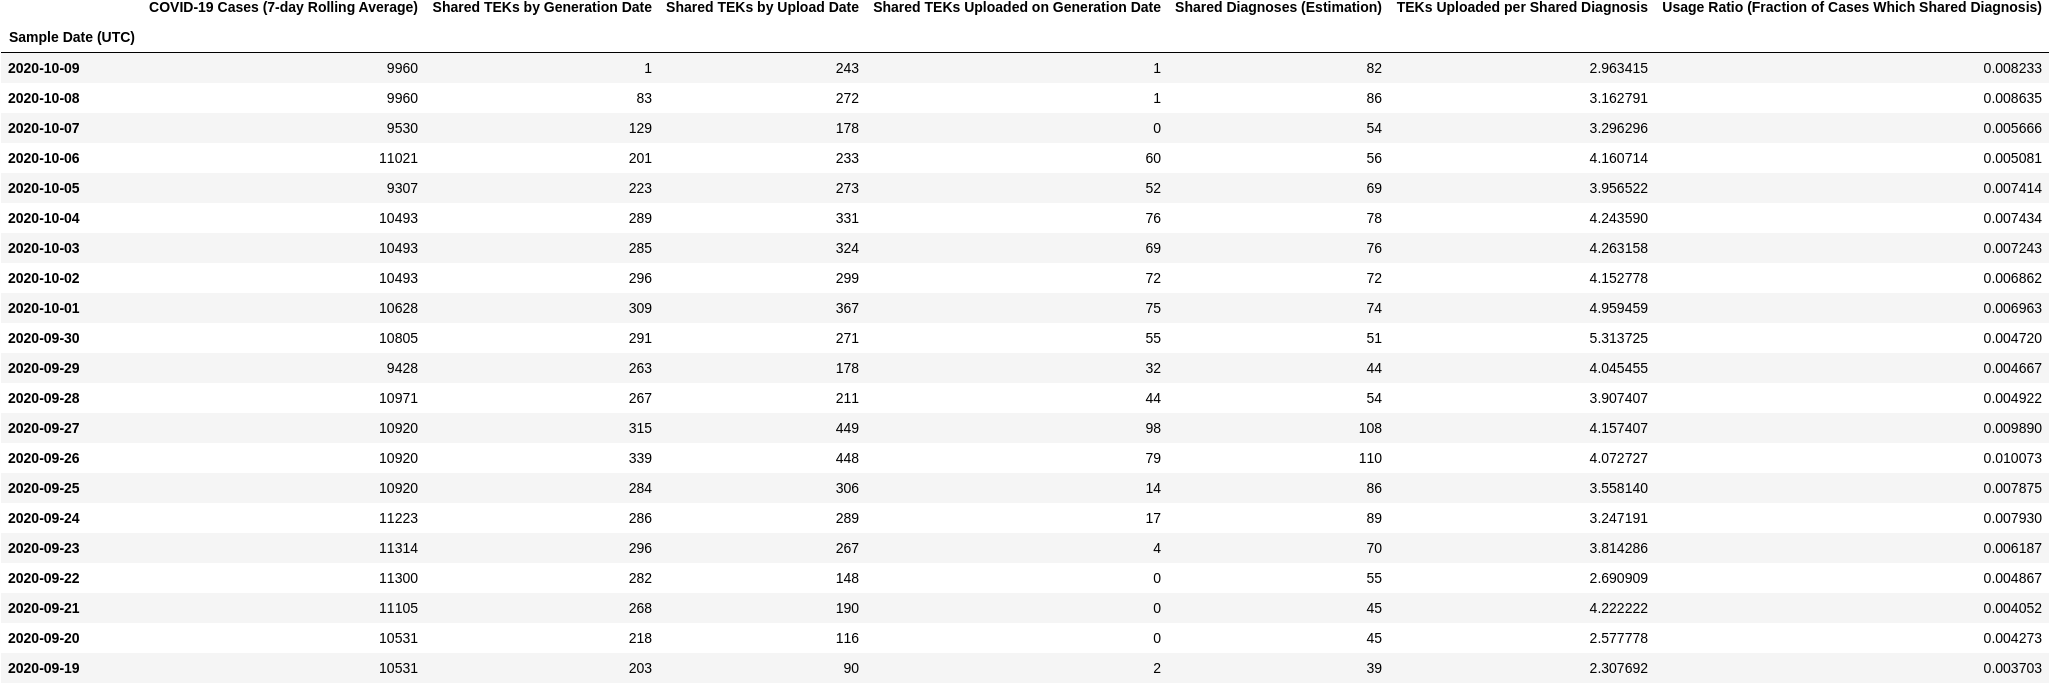 COVID-19 Cases (7-day Rolling Average) Shared TEKs by Generation Date Shared TEKs by Upload Date Shared TEKs Uploaded on Generation Date Shared Diagnoses (Estimation) TEKs Uploaded per Shared Diagnosis Usage Ratio (Fraction of Cases Which Shared Diagnosis)
Sample Date (UTC)
2020-10-09 9960 1 243 1 82 2.963415 0.008233
2020-10-08 9960 83 272 1 86 3.162791 0.008635
2020-10-07 9530 129 178 0 54 3.296296 0.005666
2020-10-06 11021 201 233 60 56 4.160714 0.005081
2020-10-05 9307 223 273 52 69 3.956522 0.007414
2020-10-04 10493 289 331 76 78 4.243590 0.007434
2020-10-03 10493 285 324 69 76 4.263158 0.007243
2020-10-02 10493 296 299 72 72 4.152778 0.006862
2020-10-01 10628 309 367 75 74 4.959459 0.006963
2020-09-30 10805 291 271 55 51 5.313725 0.004720
2020-09-29 9428 263 178 32 44 4.045455 0.004667
2020-09-28 10971 267 211 44 54 3.907407 0.004922
2020-09-27 10920 315 449 98 108 4.157407 0.009890
2020-09-26 10920 339 448 79 110 4.072727 0.010073
2020-09-25 10920 284 306 14 86 3.558140 0.007875
2020-09-24 11223 286 289 17 89 3.247191 0.007930
2020-09-23 11314 296 267 4 70 3.814286 0.006187
2020-09-22 11300 282 148 0 55 2.690909 0.004867
2020-09-21 11105 268 190 0 45 4.222222 0.004052
2020-09-20 10531 218 116 0 45 2.577778 0.004273
2020-09-19 10531 203 90 2 39 2.307692 0.003703